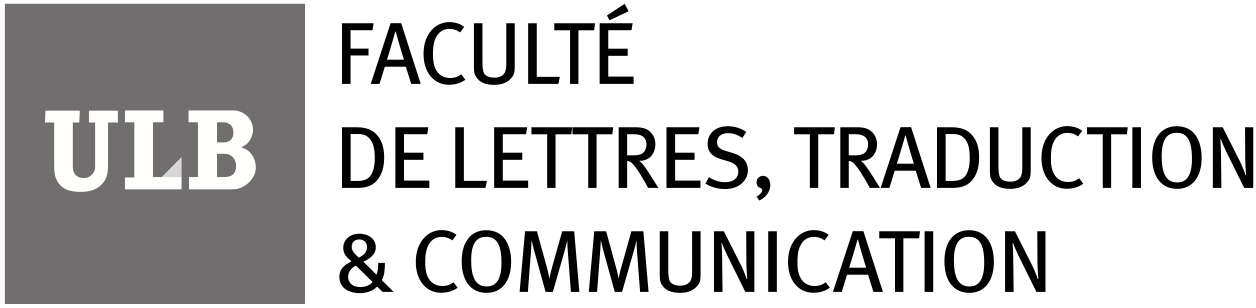 ULB
FACULTÉ
DE LETTRES, TRADUCTION
& COMMUNICATION